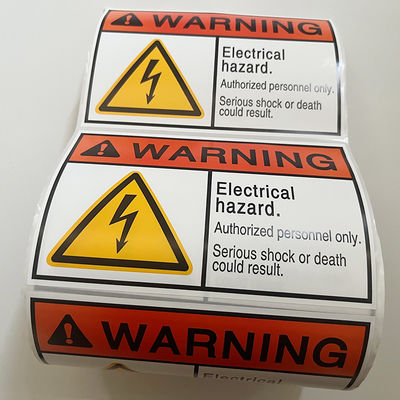 WARNING
Electrical
hazard.
Authorized personnel only.
Serious shock or death
could result.
WARNING
Electrical
hazard.
Authorized personnel only.
Serious shock or death
could result.
WARNING
Electrical